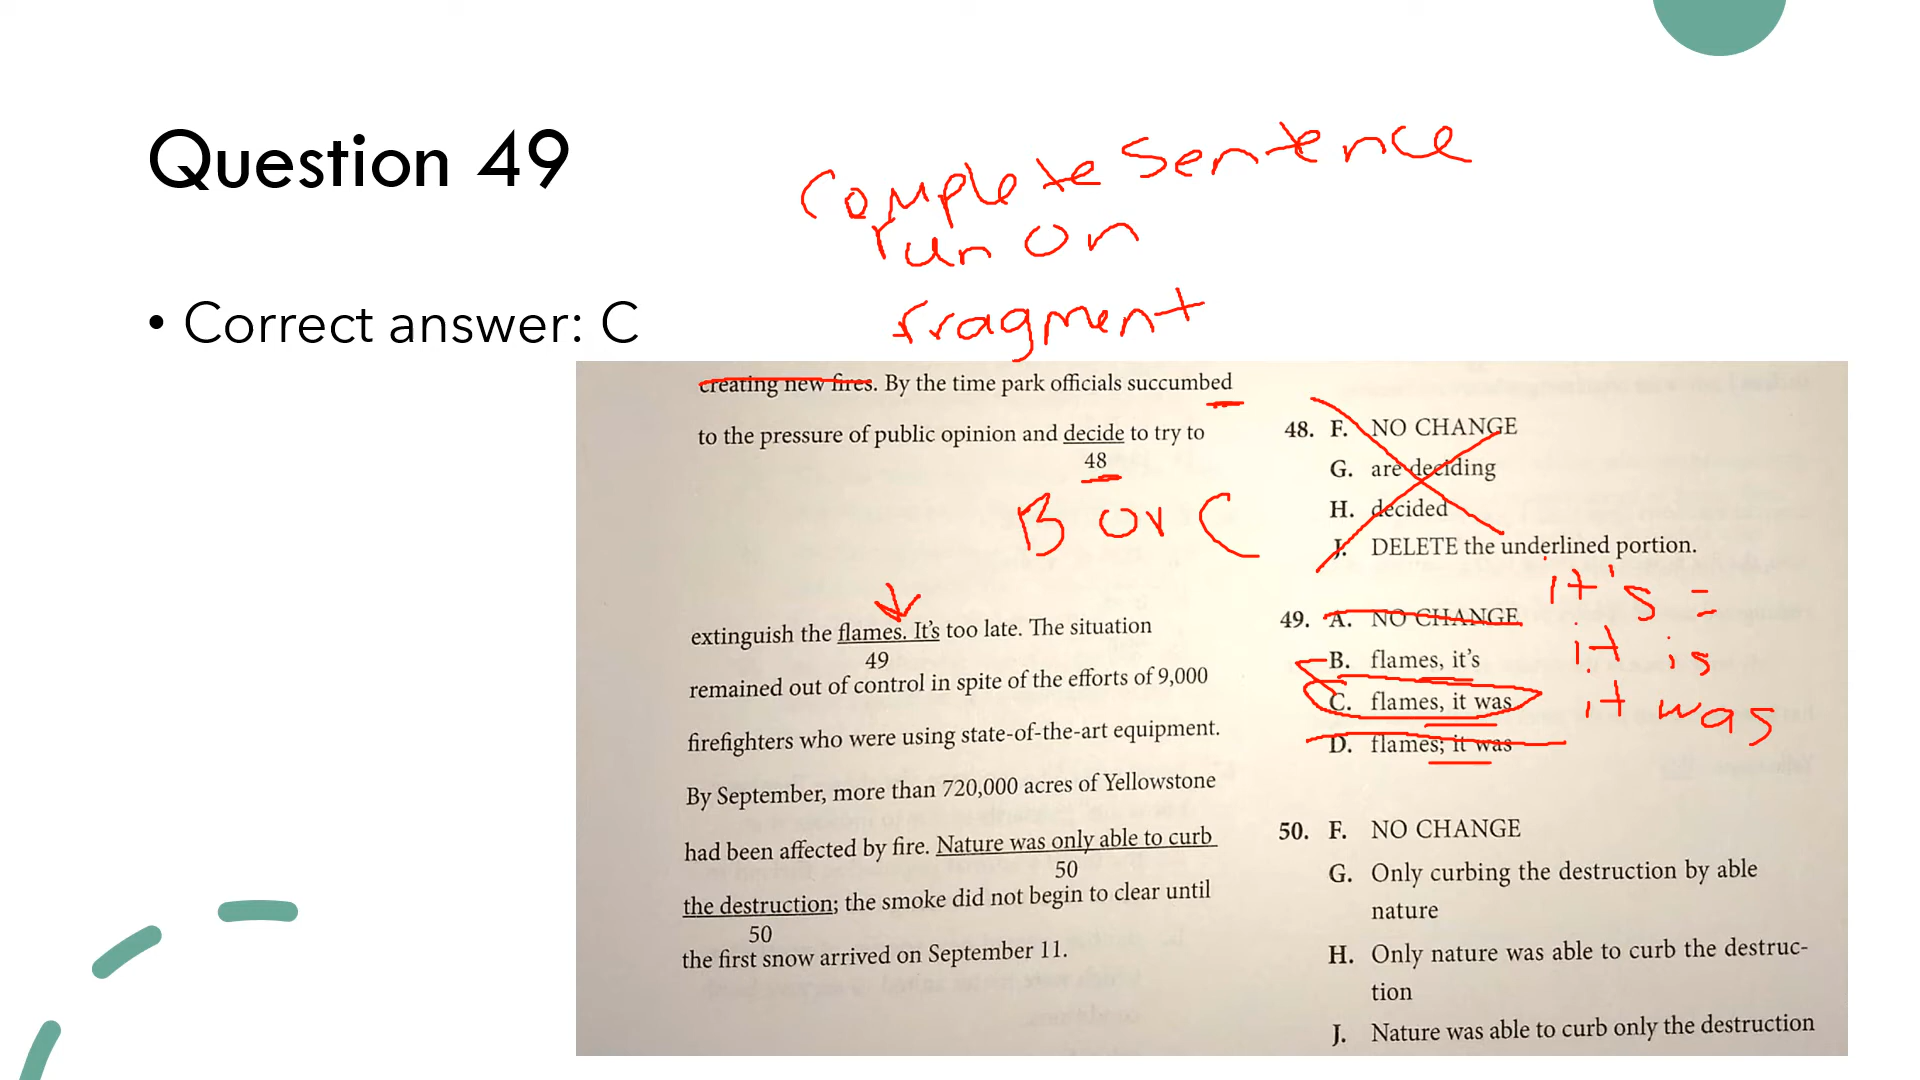 Question 49
• Correct answer: C
Complete Sentence
run on
fragment
creating new fires. By the time park officials succumbed
to the pressure of public opinion and decide to try to
48
B or C
extinguish the flames. It's too late. The situation
49
remained out of control in spite of the efforts of 9,000
firefighters who were using state-of-the-art equipment.
By September, more than 720,000 acres of Yellowstone
had been affected by fire. Nature was only able to curb
50
the destruction; the smoke did not begin to clear until
50
the first snow arrived on September 11.
48. F. NO CHANGE
G. are deciding
H. decided
J. DELETE the underlined portion.
49. A. NO CHANGE
B. flames, it's
C. flames, it was
D. flames; it was
it's =
it is
it was
50. F. NO CHANGE
G. Only curbing the destruction by able
nature
H. Only nature was able to curb the destruc-
tion
J. Nature was able to curb only the destruction